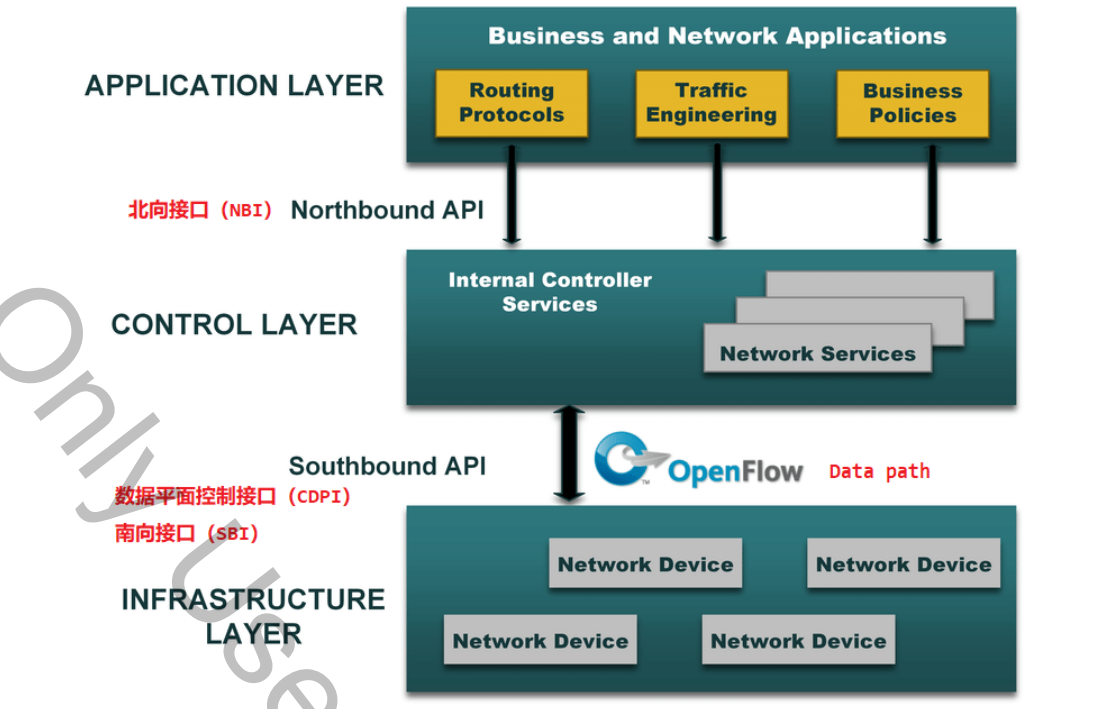 Business and Network Applications
APPLICATION LAYER
Routing
Protocols
Traffic
Engineering
Business
Policies
北向接口（NBI） Northbound API
Internal Controller
Services
CONTROL LAYER
Network Services
Southbound API
OpenFlow
TM
Data path
数据平面控制接口（CDPI）
南向接口（SBI）
Network Device
Network Device
INFRASTRUCTURE
LAYER
Network Device
Network Device
Only Use